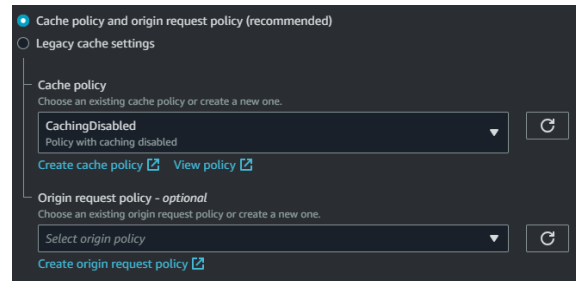 Cache policy and origin request policy (recommended)
Legacy cache settings
Cache policy
Choose an existing cache policy or create a new one.
CachingDisabled
Policy with caching disabled
Create cache policy View policy
Origin request policy - optional
Choose an existing origin request policy or create a new one.
Select origin policy
Create origin request policy